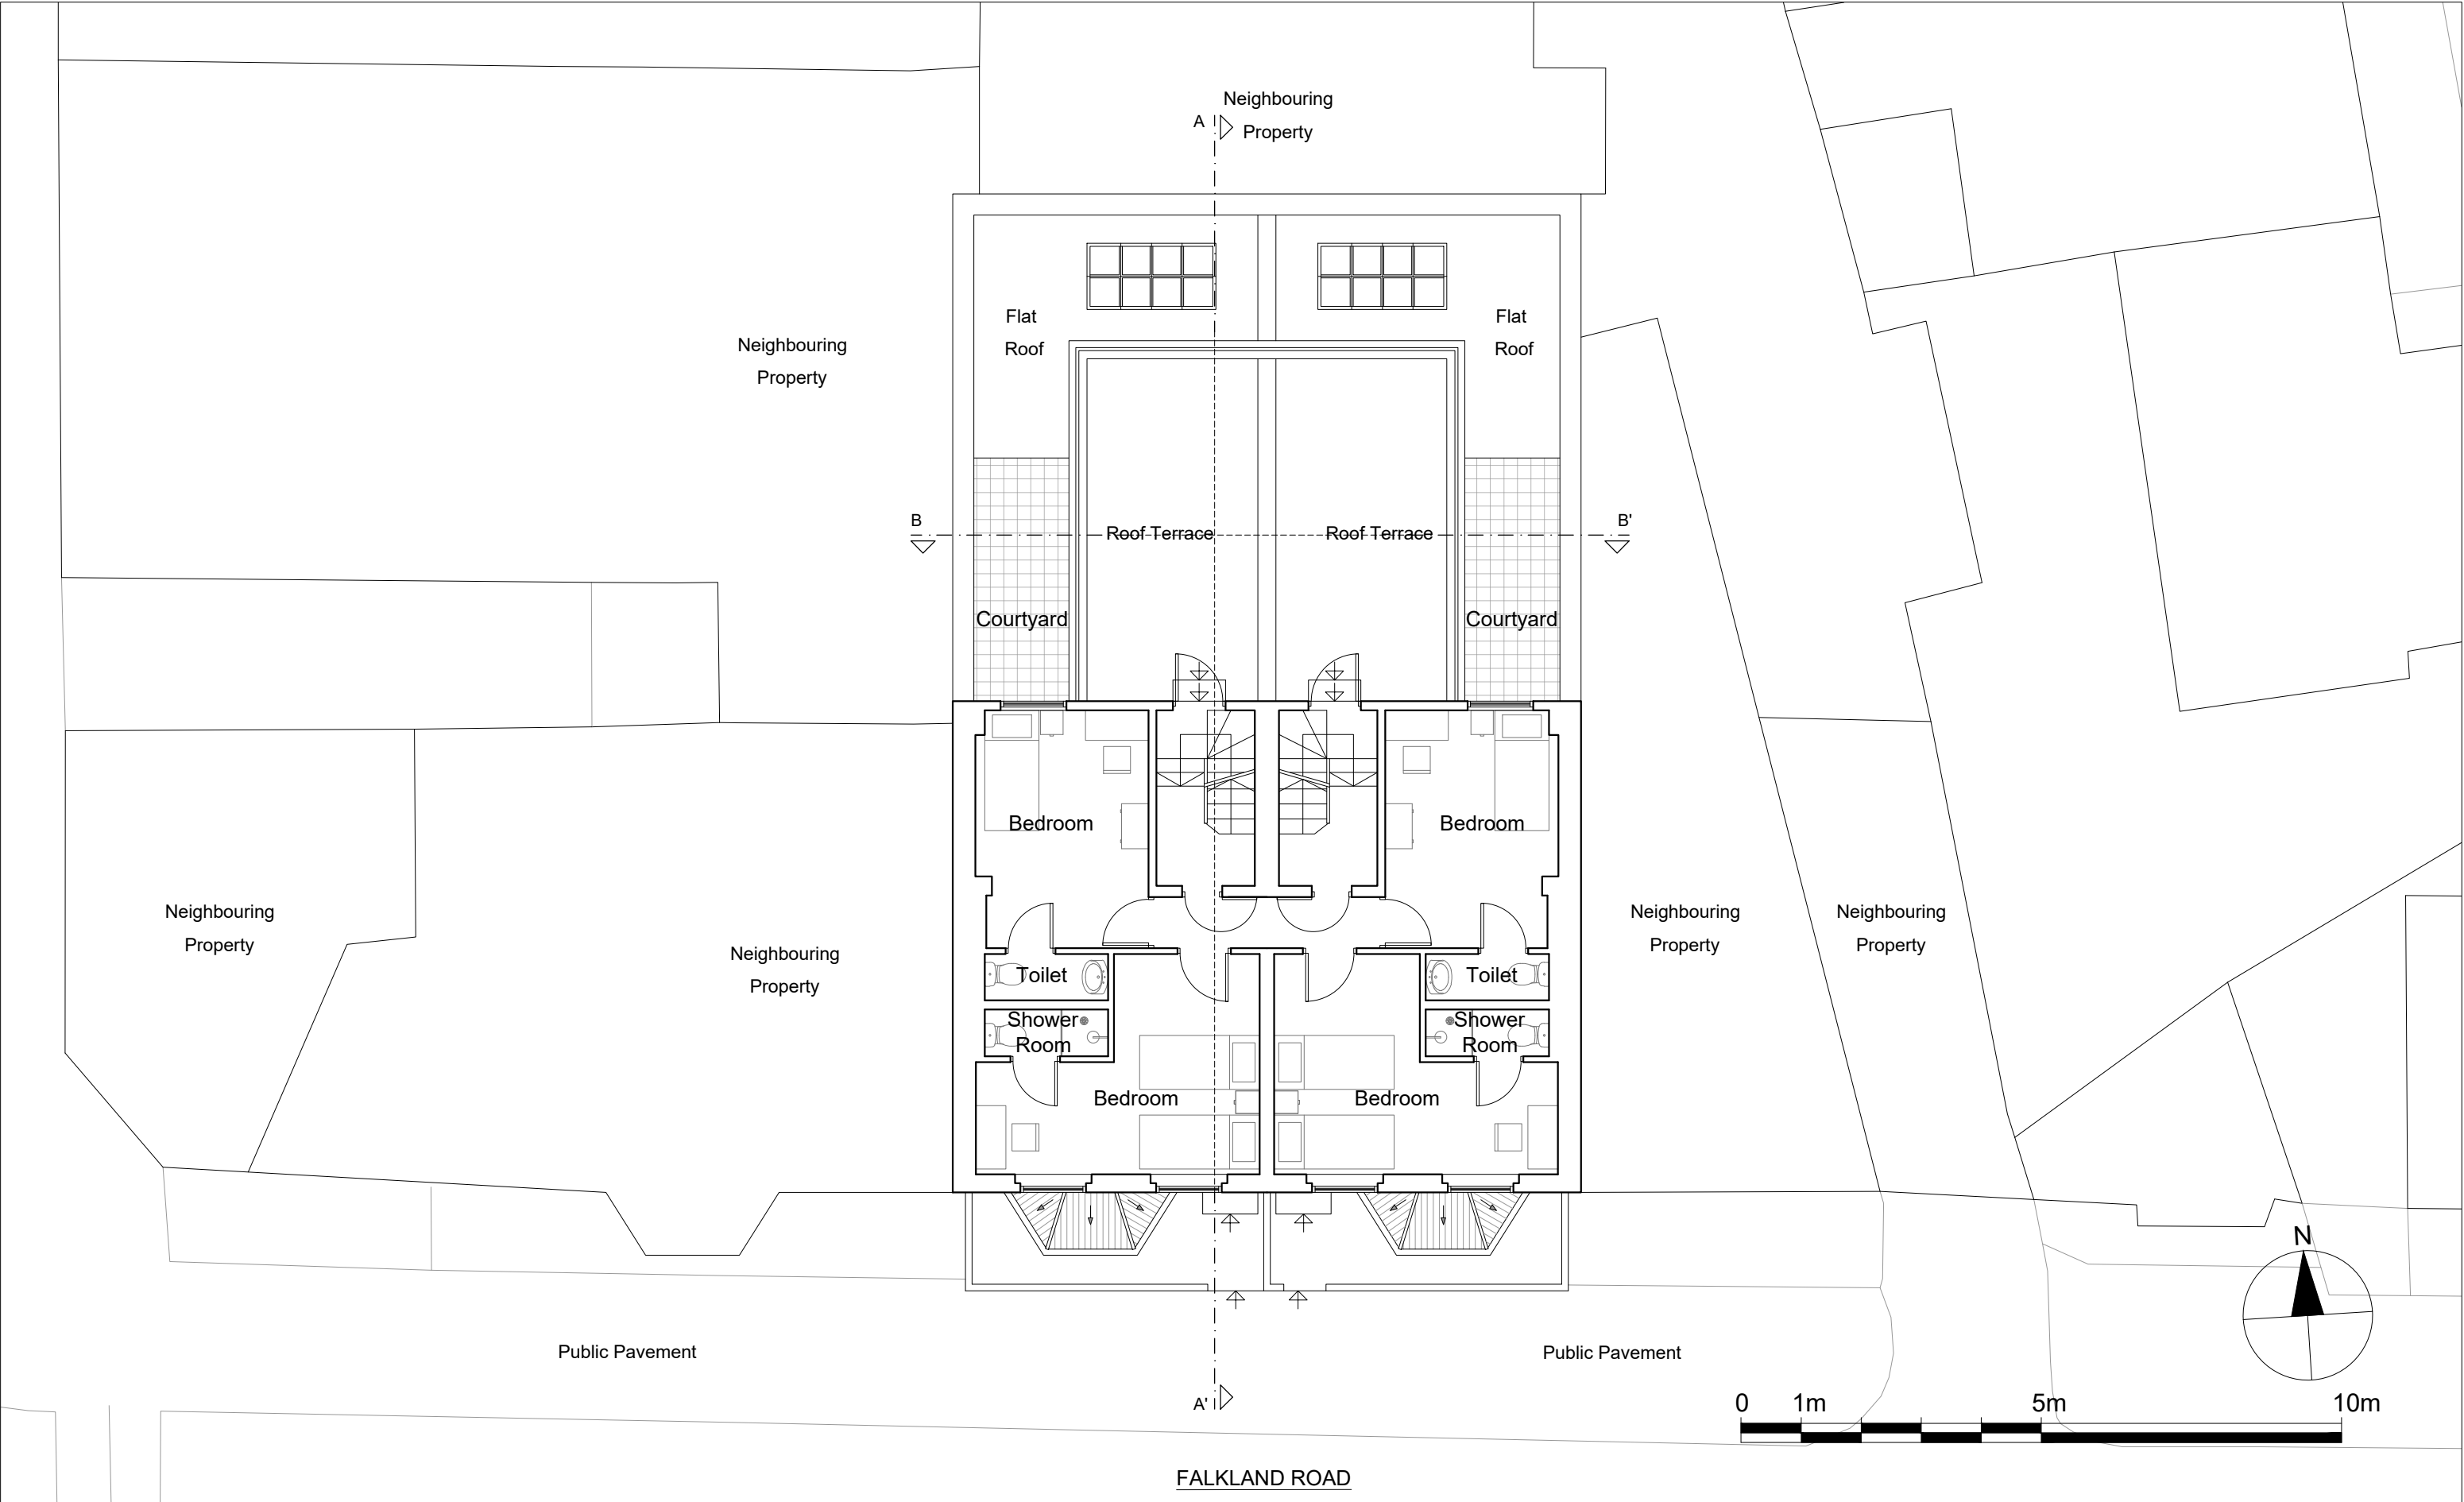 Neighbouring
Property
A
Flat
Roof
Flat
Roof
Neighbouring
Property
B
Roof Terrace
Roof Terrace
B'
Courtyard
Courtyard
Bedroom
Bedroom
Neighbouring
Property
Neighbouring
Property
Neighbouring
Property
Neighbouring
Property
Toilet
Toilet
Shower
Room
Shower
Room
Bedroom
Bedroom
N
Public Pavement
Public Pavement
A'
0 1m 5m 10m
FALKLAND ROAD